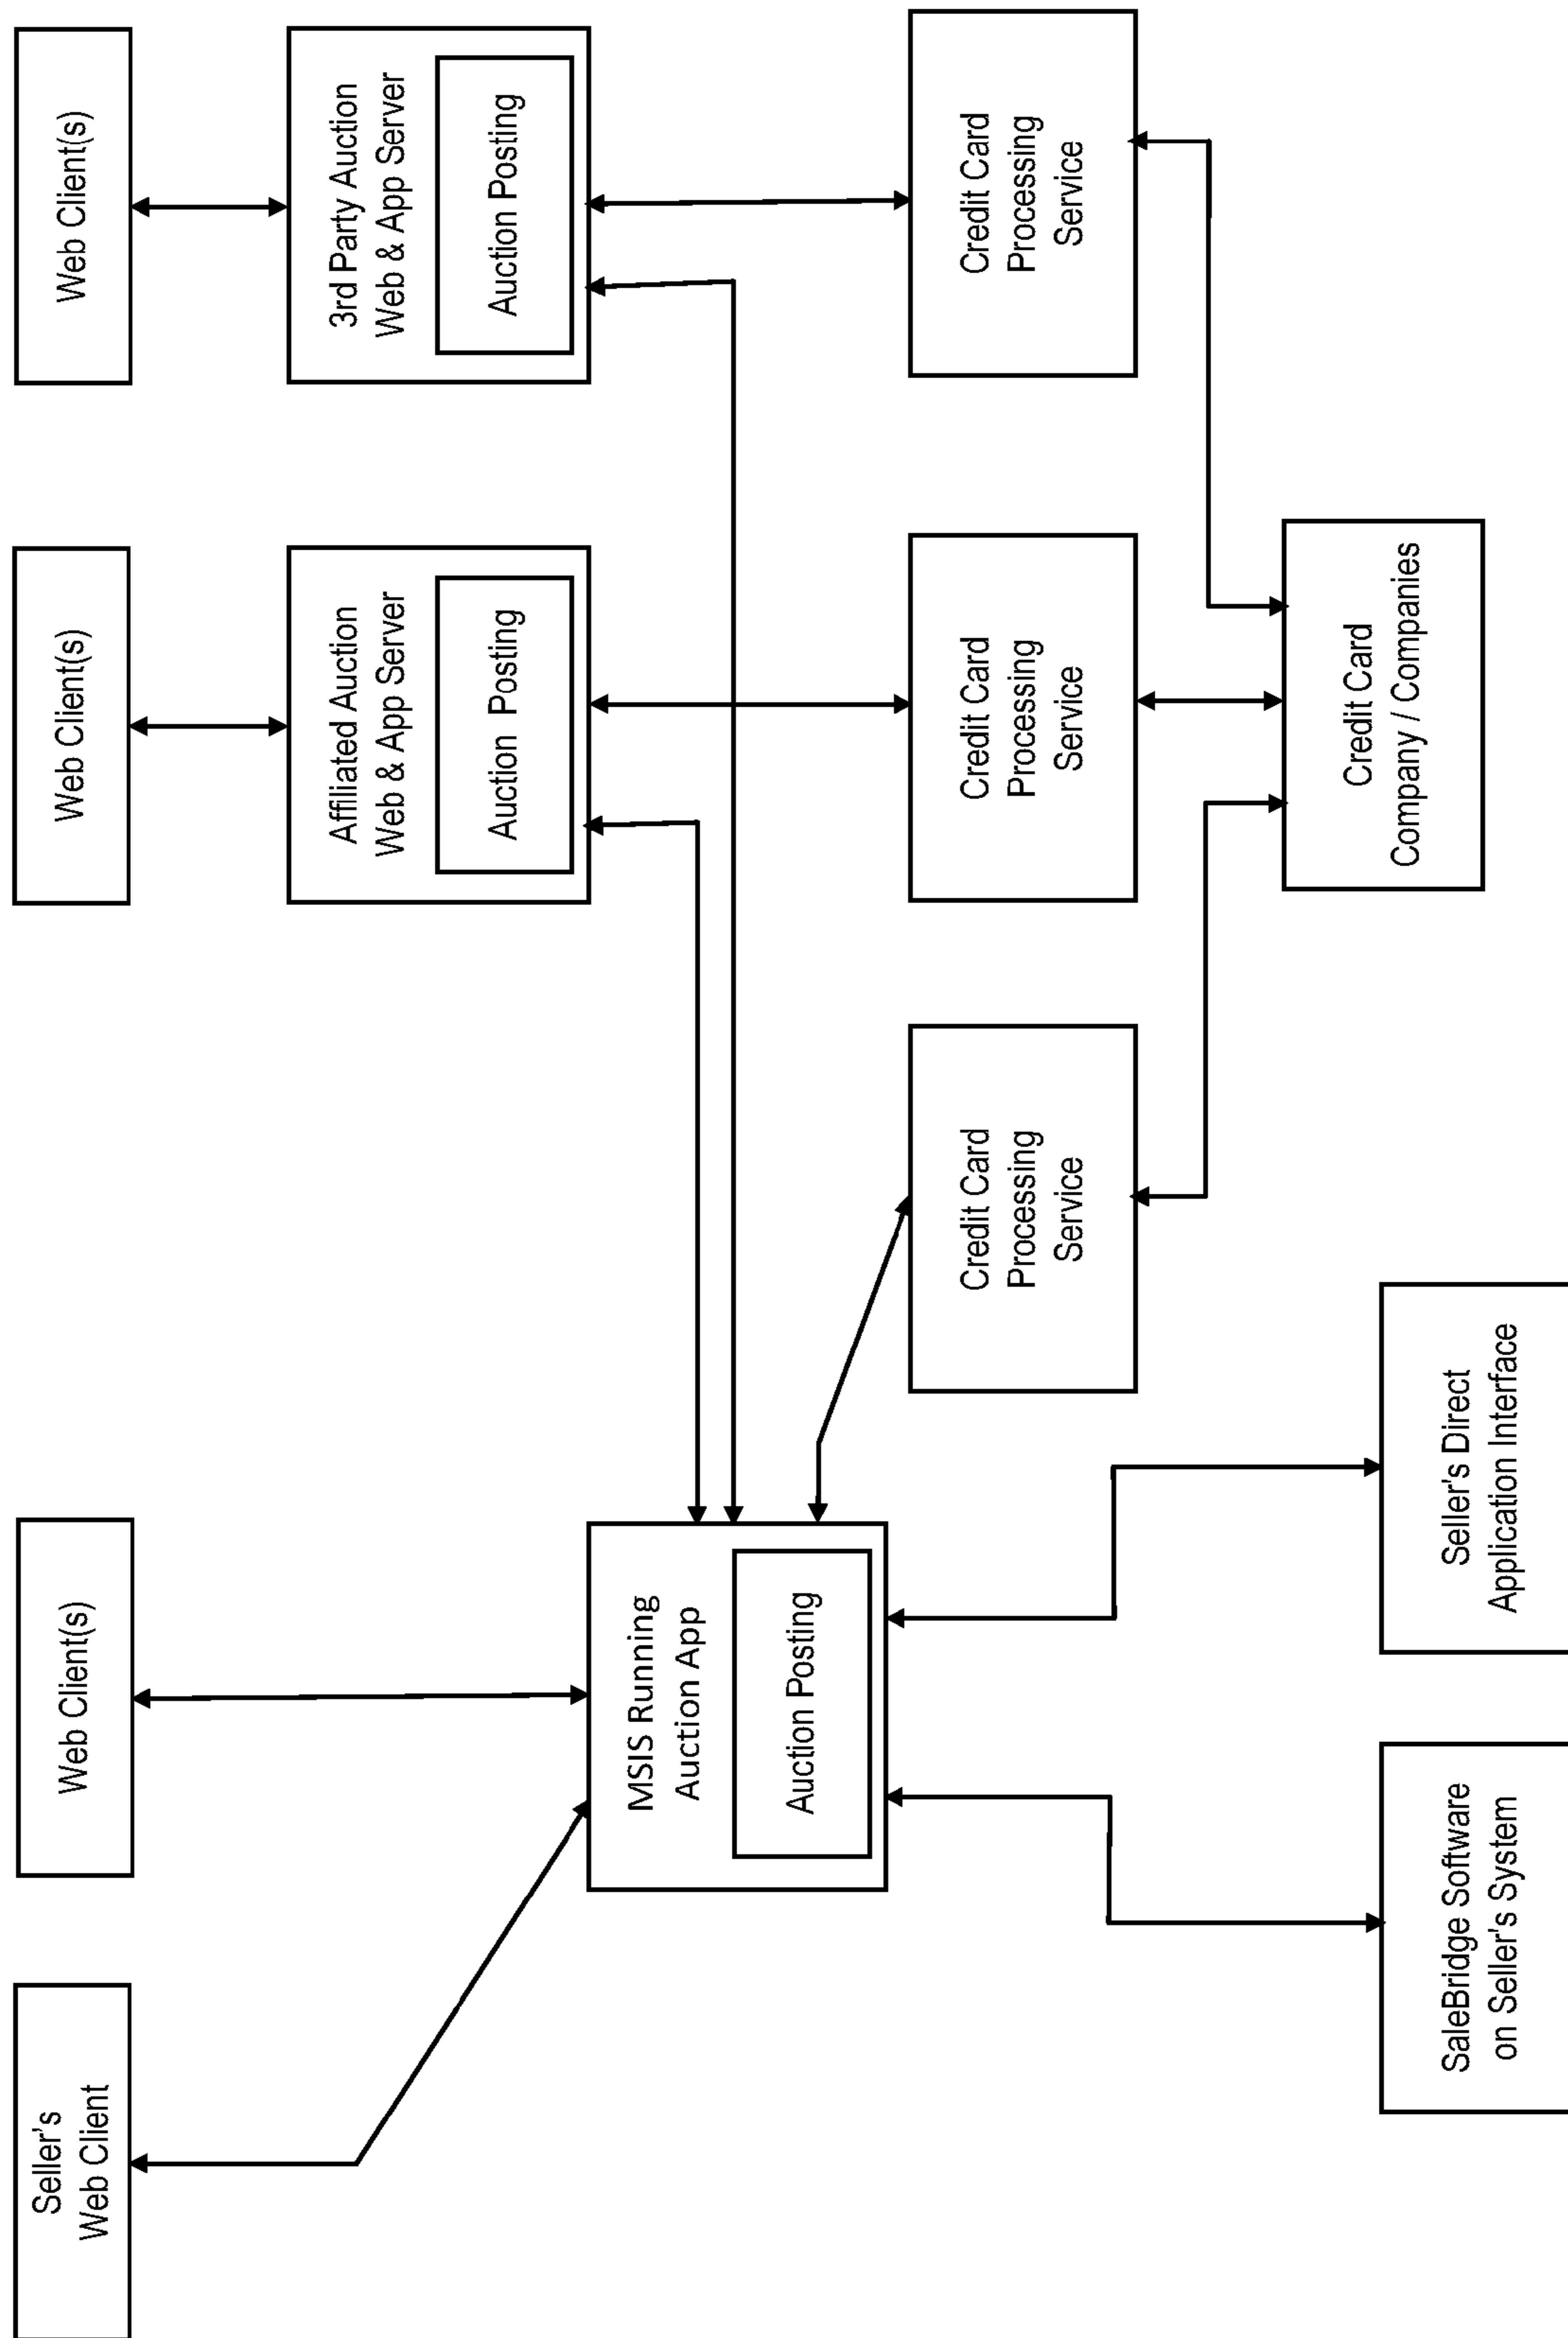 Seller's
Web Client
Web Client(s)
Web Client(s)
Web Client(s)
MSIS Running
Auction App
Auction Posting
Affiliated Auction
Web & App Server
Auction Posting
3rd Party Auction
Web & App Server
Auction Posting
Credit Card
Processing
Service
Credit Card
Processing
Service
Credit Card
Processing
Service
SaleBridge Software
on Seller's System
Seller's Direct
Application Interface
Credit Card
Company / Companies